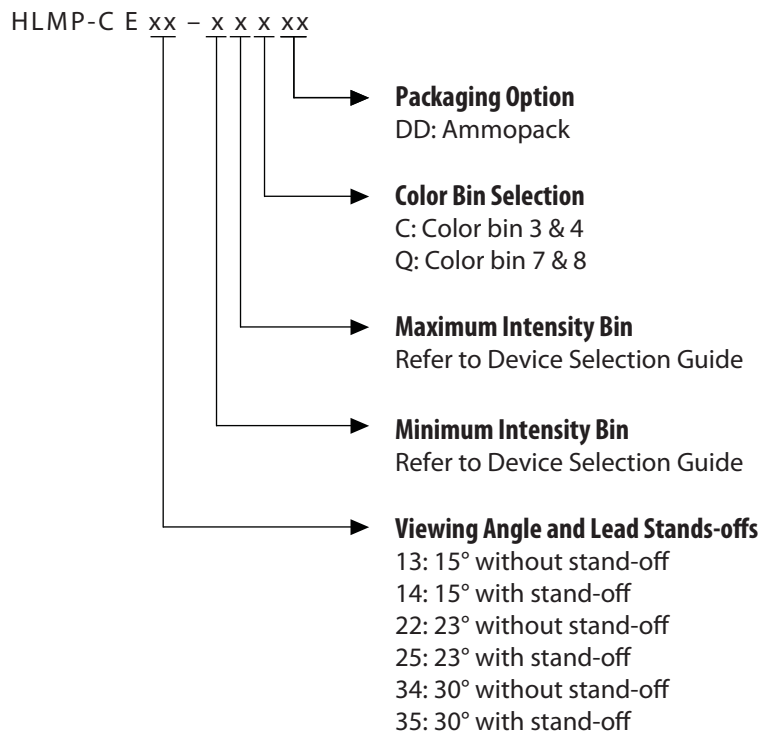 HLMP-C E xx – x x x xx
Packaging Option
DD: Ammopack
Color Bin Selection
C: Color bin 3 & 4
Q: Color bin 7 & 8
Maximum Intensity Bin
Refer to Device Selection Guide
Minimum Intensity Bin
Refer to Device Selection Guide
Viewing Angle and Lead Stands-offs
13: 15° without stand-off
14: 15° with stand-off
22: 23° without stand-off
25: 23° with stand-off
34: 30° without stand-off
35: 30° with stand-off